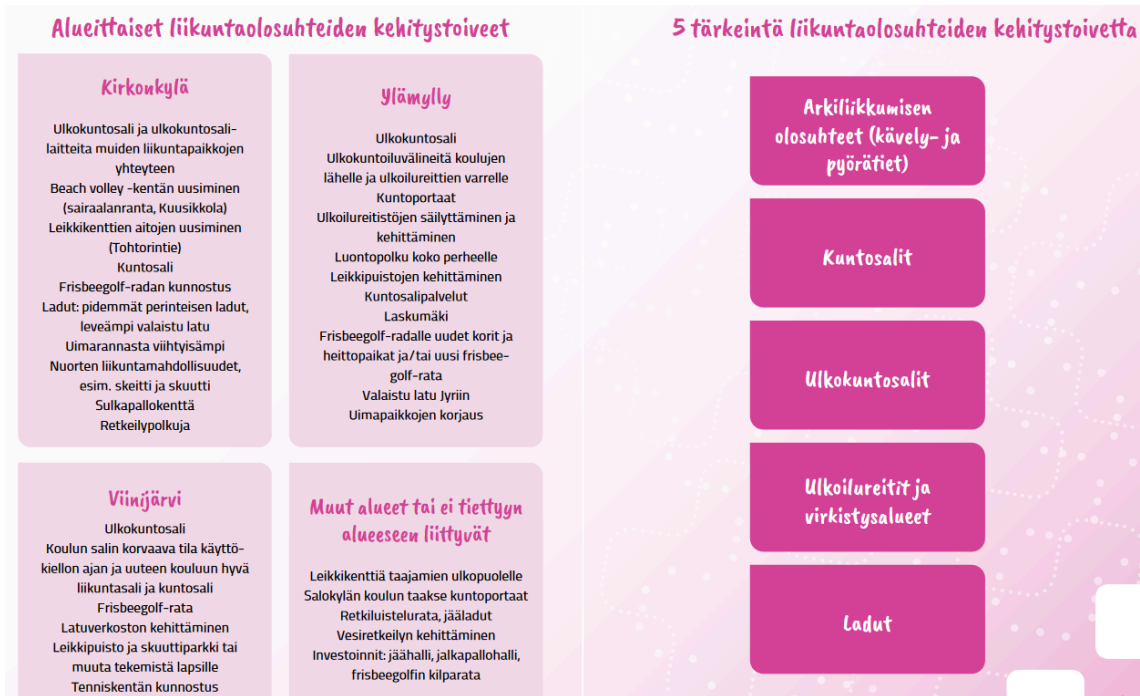 Alueittaiset liikuntaolosuhteiden kehitystoiveet
Kirkonkylä
Ulkokuntosali ja ulkokuntosali-
laitteita muiden liikuntapaikkojen
yhteyteen
Beach volley -kentän uusiminen
(sairaalanranta, Kuusikkola)
Leikkikenttien aitojen uusiminen
(Tohtorintie)
Kuntosali
Frisbeegolf-radan kunnostus
Ladut: pidemmät perinteisen ladut,
leveämpi valaistu latu
Uimarannasta viihtyisämpi
Nuorten liikuntamahdollisuudet,
esim. skeitti ja skuutti
Sulkapallokenttä
Retkeilypolkuja
Ylämylly
Ulkokuntosali
Ulkokuntoiluvälineitä koulujen
lähelle ja ulkoilureittien varrelle
Kuntoportaat
Ulkoilureitistöjen säilyttäminen ja
kehittäminen
Luontopolku koko perheelle
Leikkipuistojen kehittäminen
Kuntosalipalvelut
Laskumäki
Frisbeegolf-radalle uudet korit ja
heittopaikat ja/tai uusi frisbee-
golf-rata
Valaistu latu Jyriin
Uimapaikkojen korjaus
Viinijärvi
Ulkokuntosali
Koulun salin korvaava tila käyttö-
kiellon ajan ja uuteen kouluun hyvä
liikuntasali ja kuntosali
Frisbeegolf-rata
Latuverkoston kehittäminen
Leikkipuisto ja skuuttiparkki tai
muuta tekemistä lapsille
Tenniskentän kunnostus
Muut alueet tai ei tiettyyn
alueeseen liittyvät
Leikkikenttiä taajamien ulkopuolelle
Salokylän koulun taakse kuntoportaat
Retkiluistelurata, jääladut
Vesiretkeilyn kehittäminen
Investoinnit: jäähalli, jalkapallohalli,
frisbeegolfin kilparata
5 tärkeintä liikuntaolosuhteiden kehitystoivetta
Arkiliikkumisen
olosuhteet (kävely- ja
pyörätiet)
Kuntosalit
Ulkokuntosalit
Ulkoilureitit ja
virkistysalueet
Ladut